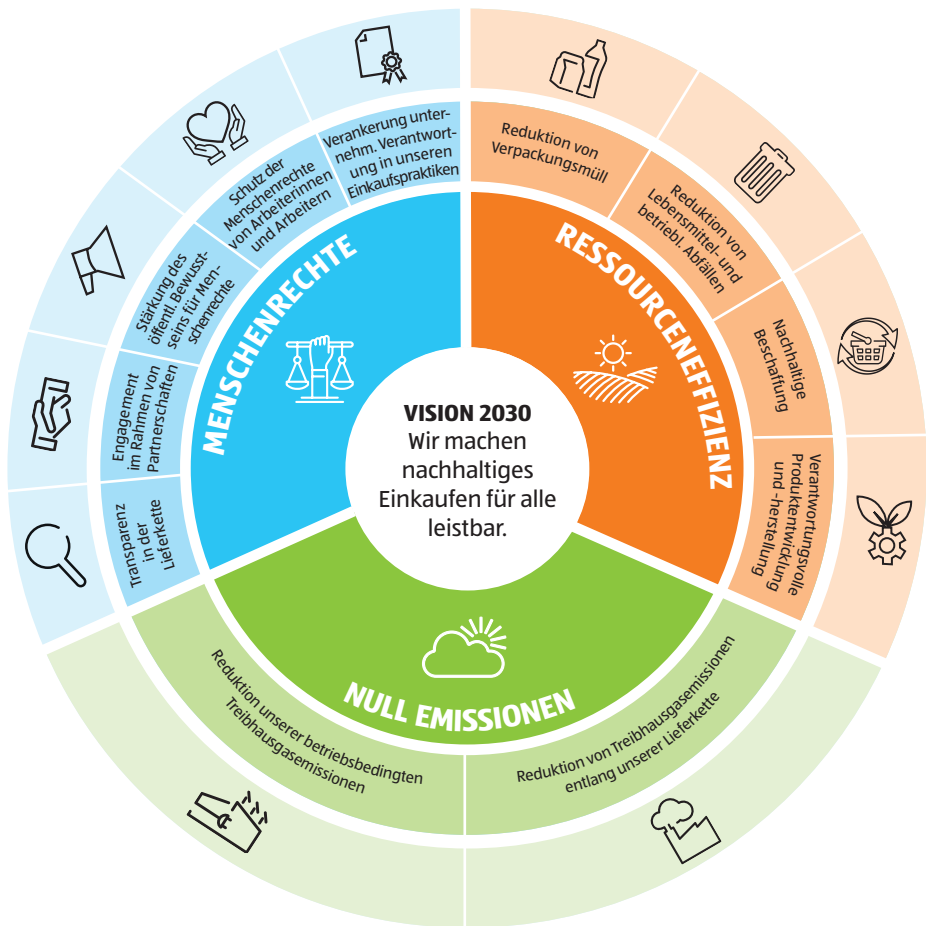 VISION 2030
Wir machen
nachhaltiges
Einkaufen für alle
leistbar.
MENSCHENRECHTE
Transparenz
in der
Lieferkette
Engagement
im Rahmen von
Partnerschaften
Stärkung des
öffentl. Bewusst-
seins für Men-
schenrechte
Schutz der
Menschenrechte
von Arbeiterinnen
und Arbeitern
Verankerung unter-
nehm. Verantwort-
ung in unseren
Einkaufspraktiken
RESSOURCENEFFIZIENZ
Reduktion von
Verpackungsmüll
Reduktion von
Lebensmittel- und
betriebl. Abfällen
Nachhaltige
Beschaffung
Verantwortungsvolle
Produktentwicklung
und -herstellung
NULL EMISSIONEN
Reduktion unserer betriebsbedingten
Treibhausgasemissionen
Reduktion von Treibhausgasemissionen
entlang unserer Lieferkette